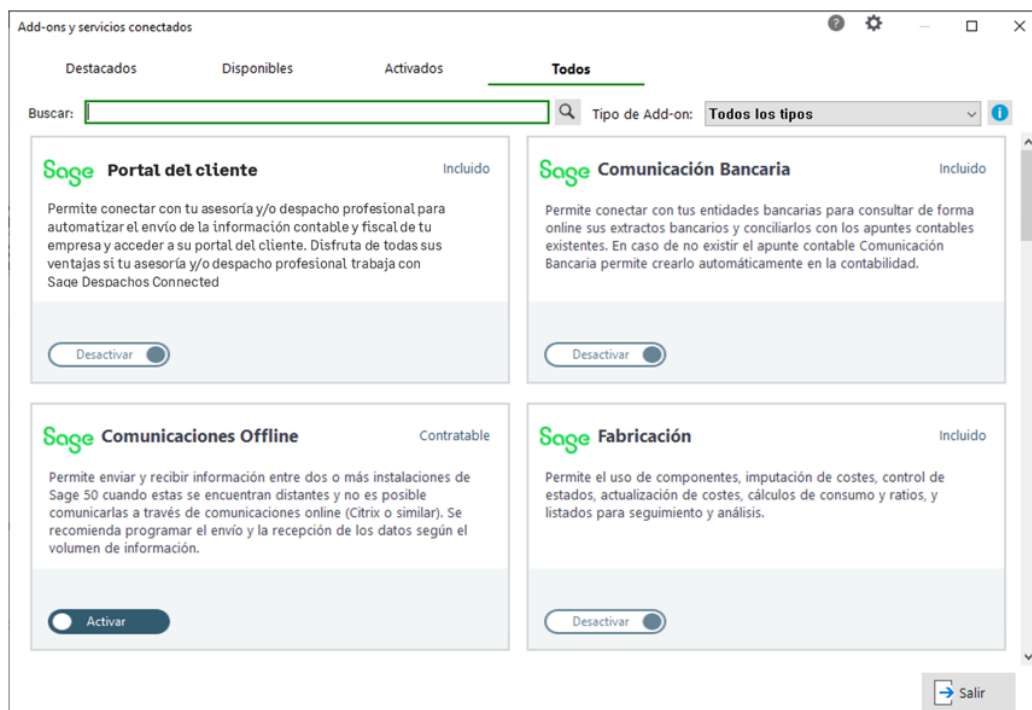 Add-ons y servicios conectados
Destacados Disponibles Activados Todos
Buscar: Tipo de Add-on: Todos los tipos
Sage Portal del cliente Incluido
Permite conectar con tu asesoría y/o despacho profesional para
automatizar el envío de la información contable y fiscal de tu
empresa y acceder a su portal del cliente. Disfruta de todas sus
ventajas si tu asesoría y/o despacho profesional trabaja con
Sage Despachos Connected
Desactivar
Sage Comunicación Bancaria Incluido
Permite conectar con tus entidades bancarias para consultar de forma
online sus extractos bancarios y conciliarlos con los apuntes contables
existentes. En caso de no existir el apunte contable Comunicación
Bancaria permite crearlo automáticamente en la contabilidad.
Desactivar
Sage Comunicaciones Offline Contratable
Permite enviar y recibir información entre dos o más instalaciones de
Sage 50 cuando estas se encuentran distantes y no es posible
comunicarlas a través de comunicaciones online (Citrix o similar). Se
recomienda programar el envío y la recepción de los datos según el
volumen de información.
Activar
Sage Fabricación Incluido
Permite el uso de componentes, imputación de costes, control de
estados, actualización de costes, cálculos de consumo y ratios, y
listados para seguimiento y análisis.
Desactivar
Salir